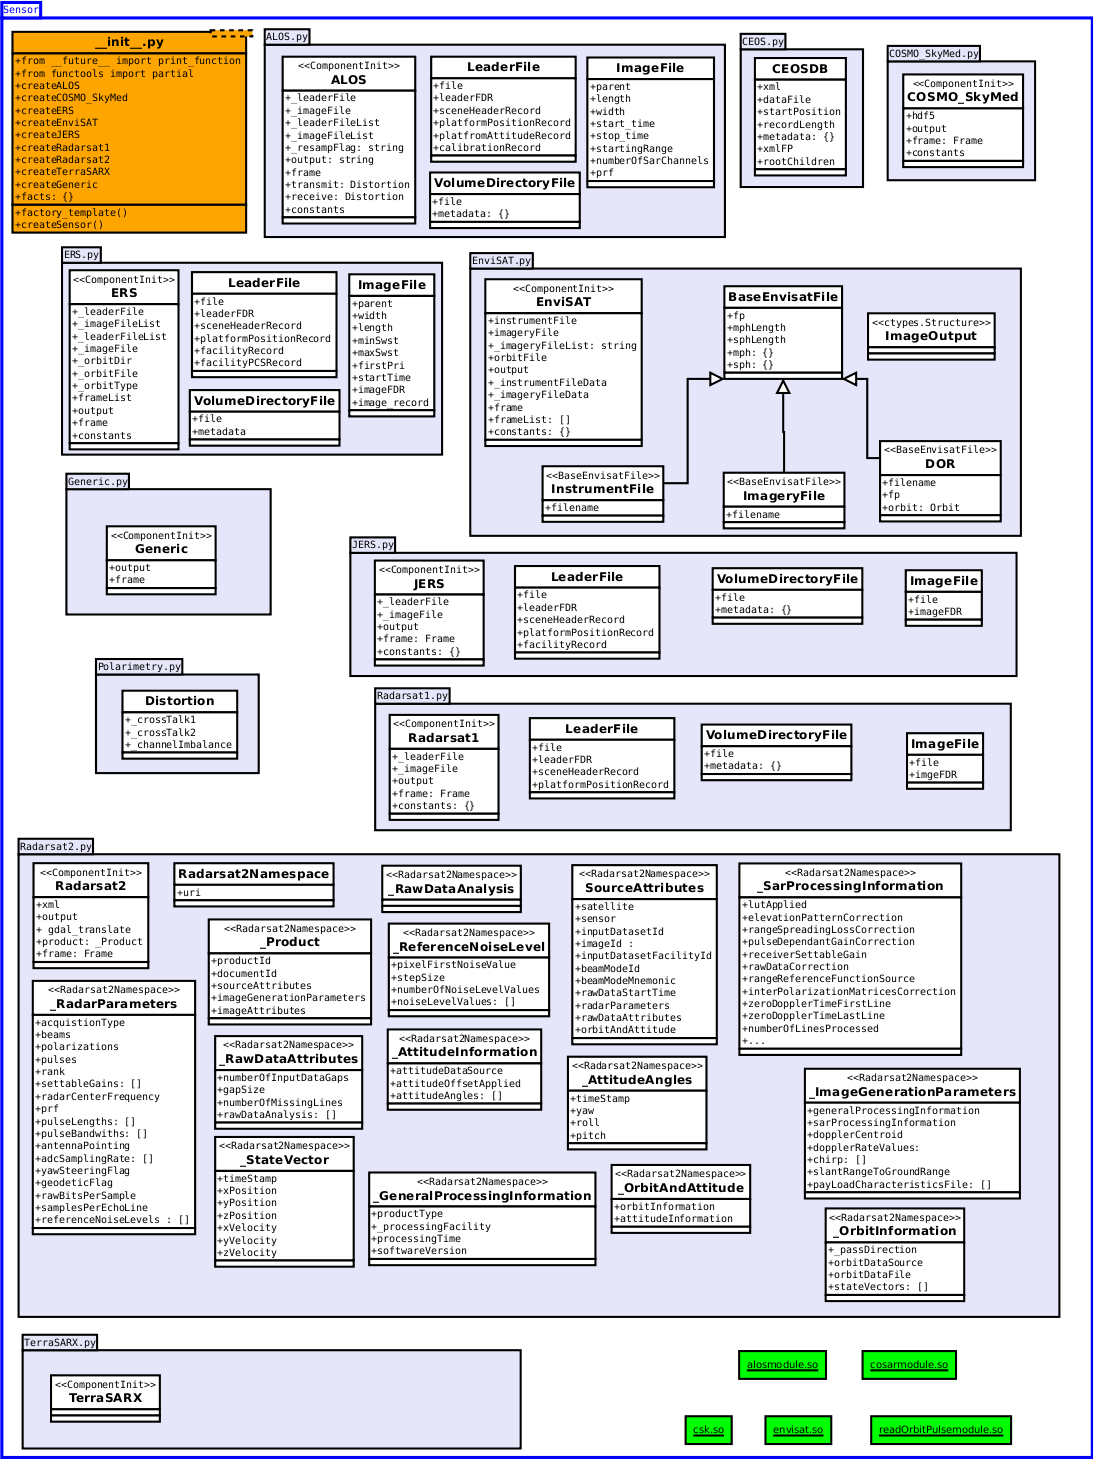 Sensor
__init__.py
+from __future__ import print_function
+from functools import partial
+createALOS
+createCOSMO_SkyMed
+createERS
+createEnviSAT
+createJERS
+createRadarsat1
+createRadarsat2
+createTerraSARX
+createGeneric
+facts: {}
+factory_template()
+createSensor()
ALOS.py
<<ComponentInit>>
ALOS
+_leaderFile
+_imageFile
+_leaderFileList
+_imageFileList
+_resampFlag: string
+output: string
+frame
+transmit: Distortion
+receive: Distortion
+constants
LeaderFile
+file
+leaderFDR
+sceneHeaderRecord
+platformPositionRecord
+platfromAttitudeRecord
+calibrationRecord
VolumeDirectoryFile
+file
+metadata: {}
ImageFile
+parent
+length
+width
+start_time
+stop_time
+startingRange
+numberOfSarChannels
+prf
CEOS.py
CEOSDB
+xml
+dataFile
+startPosition
+recordLength
+metadata: {}
+xmlFP
+rootChildren
COSMO_SkyMed.py
<<ComponentInit>>
COSMO_SkyMed
+hdf5
+output
+frame: Frame
+constants
ERS.py
<<ComponentInit>>
ERS
+_leaderFile
+_imageFileList
+_leaderFileList
+_imageFile
+_orbitDir
+_orbitFile
+_orbitType
+frameList
+output
+frame
+constants
LeaderFile
+file
+leaderFDR
+sceneHeaderRecord
+platformPositionRecord
+facilityRecord
+facilityPCSRecord
VolumeDirectoryFile
+file
+metadata
ImageFile
+parent
+width
+length
+minSwst
+maxSwst
+firstPri
+startTime
+imageFDR
+image_record
EnviSAT.py
<<ComponentInit>>
EnviSAT
+instrumentFile
+imageryFile
+_imageryFileList: string
+orbitFile
+output
+_instrumentFileData
+_imageryFileData
+frame
+frameList: []
+constants: {}
BaseEnvisatFile
+fp
+mphLength
+sphLength
+mph: {}
+sph: {}
<<ctypes.Structure>>
ImageOutput
<<BaseEnvisatFile>>
InstrumentFile
+filename
<<BaseEnvisatFile>>
ImageryFile
+filename
<<BaseEnvisatFile>>
DOR
+filename
+fp
+orbit: Orbit
Generic.py
<<ComponentInit>>
Generic
+output
+frame
JERS.py
<<ComponentInit>>
JERS
+_leaderFile
+_imageFile
+output
+frame: Frame
+constants: {}
LeaderFile
+file
+leaderFDR
+sceneHeaderRecord
+platformPositionRecord
+facilityRecord
VolumeDirectoryFile
+file
+metadata: {}
ImageFile
+file
+imageFDR
Polarimetry.py
Distortion
+_crossTalk1
+_crossTalk2
+_channelImbalance
Radarsat1.py
<<ComponentInit>>
Radarsat1
+_leaderFile
+_imageFile
+output
+frame: Frame
+constants: {}
LeaderFile
+file
+leaderFDR
+sceneHeaderRecord
+platformPositionRecord
VolumeDirectoryFile
+file
+metadata: {}
ImageFile
+file
+imgeFDR
Radarsat2.py
<<ComponentInit>>
Radarsat2
+xml
+output
+ gdal_translate
+product: _Product
+frame: Frame
Radarsat2Namespace
+uri
<<Radarsat2Namespace>>
_RawDataAnalysis
<<Radarsat2Namespace>>
SourceAttributes
+satellite
+sensor
+inputDatasetId
+imageId :
+inputDatasetFacilityId
+beamModeId
+beamModeMnemonic
+rawDataStartTime
+radarParameters
+rawDataAttributes
+orbitAndAttitude
<<Radarsat2Namespace>>
_SarProcessingInformation
+lutApplied
+elevationPatternCorrection
+rangeSpreadingLossCorrection
+pulseDependantGainCorrection
+receiverSettableGain
+rawDataCorrection
+rangeReferenceFunctionSource
+interPolarizationMatricesCorrection
+zeroDopplerTimeFirstLine
+zeroDopplerTimeLastLine
+numberOfLinesProcessed
+...
<<Radarsat2Namespace>>
_Product
+productId
+documentId
+sourceAttributes
+imageGenerationParameters
+imageAttributes
<<Radarsat2Namespace>>
_ReferenceNoiseLevel
+pixelFirstNoiseValue
+stepSize
+numberOfNoiseLevelValues
+noiseLevelValues: []
<<Radarsat2Namespace>>
_RadarParameters
+acquistionType
+beams
+polarizations
+pulses
+rank
+settableGains: []
+radarCenterFrequency
+prf
+pulseLengths: []
+pulseBandwiths: []
+antennaPointing
+adcSamplingRate: []
+yawSteeringFlag
+geodeticFlag
+rawBitsPerSample
+samplesPerEchoLine
+referenceNoiseLevels : []
<<Radarsat2Namespace>>
_RawDataAttributes
+numberOfInputDataGaps
+gapSize
+numberOfMissingLines
+rawDataAnalysis: []
<<Radarsat2Namespace>>
_AttitudeInformation
+attitudeDataSource
+attitudeOffsetApplied
+attitudeAngles: []
<<Radarsat2Namespace>>
_AttitudeAngles
+timeStamp
+yaw
+roll
+pitch
<<Radarsat2Namespace>>
_ImageGenerationParameters
+generalProcessingInformation
+sarProcessingInformation
+dopplerCentroid
+dopplerRateValues:
+chirp: []
+slantRangeToGroundRange
+payLoadCharacteristicsFile: []
<<Radarsat2Namespace>>
_StateVector
+timeStamp
+xPosition
+yPosition
+zPosition
+xVelocity
+yVelocity
+zVelocity
<<Radarsat2Namespace>>
_GeneralProcessingInformation
+productType
+_processingFacility
+processingTime
+softwareVersion
<<Radarsat2Namespace>>
_OrbitAndAttitude
+orbitInformation
+attitudeInformation
<<Radarsat2Namespace>>
_OrbitInformation
+_passDirection
+orbitDataSource
+orbitDataFile
+stateVectors: []
TerraSARX.py
<<ComponentInit>>
TerraSARX
alosmodule.so
cosarmodule.so
csk.so
envisat.so
readOrbitPulsemodule.so